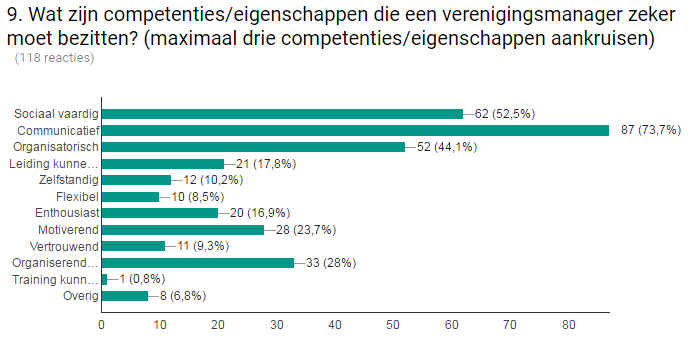 9. Wat zijn competenties/eigenschappen die een verenigingsmanager zeker
moet bezitten? (maximaal drie competenties/eigenschappen aankruisen)
(118 reacties)
Sociaal vaardig 62 (52,5%)
Communicatief 87 (73,7%)
Organisatorisch 52 (44,1%)
Leiding kunne… 21 (17,8%)
Zelfstandig 12 (10,2%)
Flexibel 10 (8,5%)
Enthousiast 20 (16,9%)
Motiverend 28 (23,7%)
Vertrouwend 11 (9,3%)
Organiserend… 33 (28%)
Training kunn… 1 (0,8%)
Overig 8 (6,8%)
0 10 20 30 40 50 60 70 80